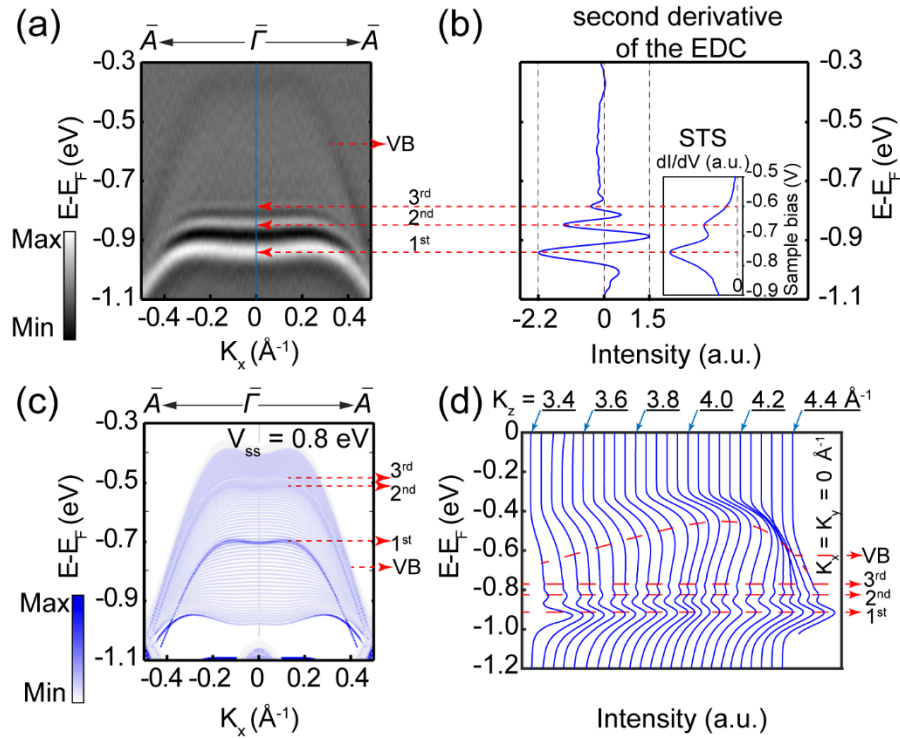 (a)
Ā ← Γ̄ → Ā
-0.3
-0.5
-0.7
-0.9
-1.1
E-E_F (eV)
VB
3rd
2nd
1st
Max
Min
-0.4 -0.2 0 0.2 0.4
K_x (Å⁻¹)
(b)
second derivative
of the EDC
-0.3
-0.5
-0.7
-0.9
-1.1
E-E_F (eV)
STS
dI/dV (a.u.)
-0.5
-0.6
-0.7
-0.8
-0.9
Sample bias (V)
0
-2.2 0 1.5
Intensity (a.u.)
(c)
Ā ← Γ̄ → Ā
V_ss = 0.8 eV
-0.3
-0.5
-0.7
-0.9
-1.1
E-E_F (eV)
3rd
2nd
1st
VB
Max
Min
-0.4 -0.2 0 0.2 0.4
K_x (Å⁻¹)
(d)
K_z = 3.4 3.6 3.8 4.0 4.2 4.4 Å⁻¹
0
-0.2
-0.4
-0.6
-0.8
-1.0
-1.2
E-E_F (eV)
K_x = K_y = 0 Å⁻¹
VB
3rd
2nd
1st
Intensity (a.u.)